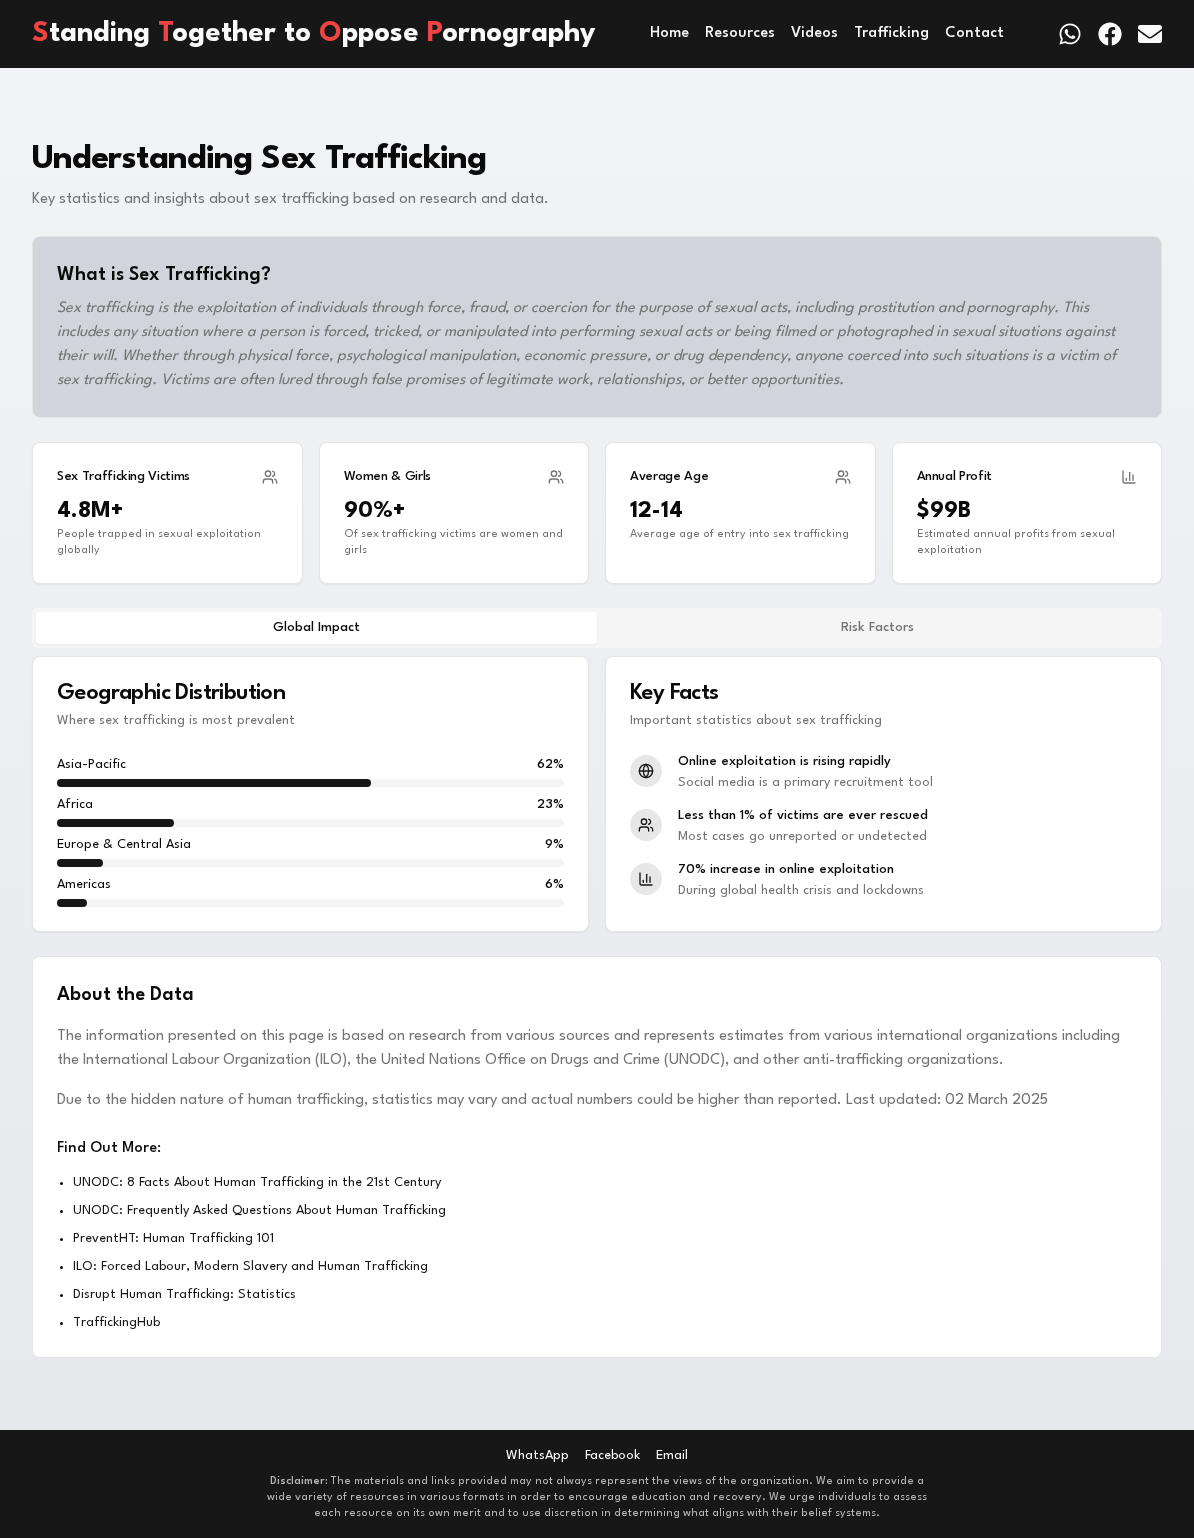 Standing Together to Oppose Pornography
Home Resources Videos Trafficking Contact
Understanding Sex Trafficking
Key statistics and insights about sex trafficking based on research and data.
What is Sex Trafficking?
Sex trafficking is the exploitation of individuals through force, fraud, or coercion for the purpose of sexual acts, including prostitution and pornography. This
includes any situation where a person is forced, tricked, or manipulated into performing sexual acts or being filmed or photographed in sexual situations against
their will. Whether through physical force, psychological manipulation, economic pressure, or drug dependency, anyone coerced into such situations is a victim of
sex trafficking. Victims are often lured through false promises of legitimate work, relationships, or better opportunities.
Sex Trafficking Victims
4.8M+
People trapped in sexual exploitation
globally
Women & Girls
90%+
Of sex trafficking victims are women and
girls
Average Age
12-14
Average age of entry into sex trafficking
Annual Profit
$99B
Estimated annual profits from sexual
exploitation
Global Impact
Risk Factors
Geographic Distribution
Where sex trafficking is most prevalent
Asia-Pacific 62%
Africa 23%
Europe & Central Asia 9%
Americas 6%
Key Facts
Important statistics about sex trafficking
Online exploitation is rising rapidly
Social media is a primary recruitment tool
Less than 1% of victims are ever rescued
Most cases go unreported or undetected
70% increase in online exploitation
During global health crisis and lockdowns
About the Data
The information presented on this page is based on research from various sources and represents estimates from various international organizations including
the International Labour Organization (ILO), the United Nations Office on Drugs and Crime (UNODC), and other anti-trafficking organizations.
Due to the hidden nature of human trafficking, statistics may vary and actual numbers could be higher than reported. Last updated: 02 March 2025
Find Out More:
• UNODC: 8 Facts About Human Trafficking in the 21st Century
• UNODC: Frequently Asked Questions About Human Trafficking
• PreventHT: Human Trafficking 101
• ILO: Forced Labour, Modern Slavery and Human Trafficking
• Disrupt Human Trafficking: Statistics
• TraffickingHub
WhatsApp Facebook Email
Disclaimer: The materials and links provided may not always represent the views of the organization. We aim to provide a
wide variety of resources in various formats in order to encourage education and recovery. We urge individuals to assess
each resource on its own merit and to use discretion in determining what aligns with their belief systems.